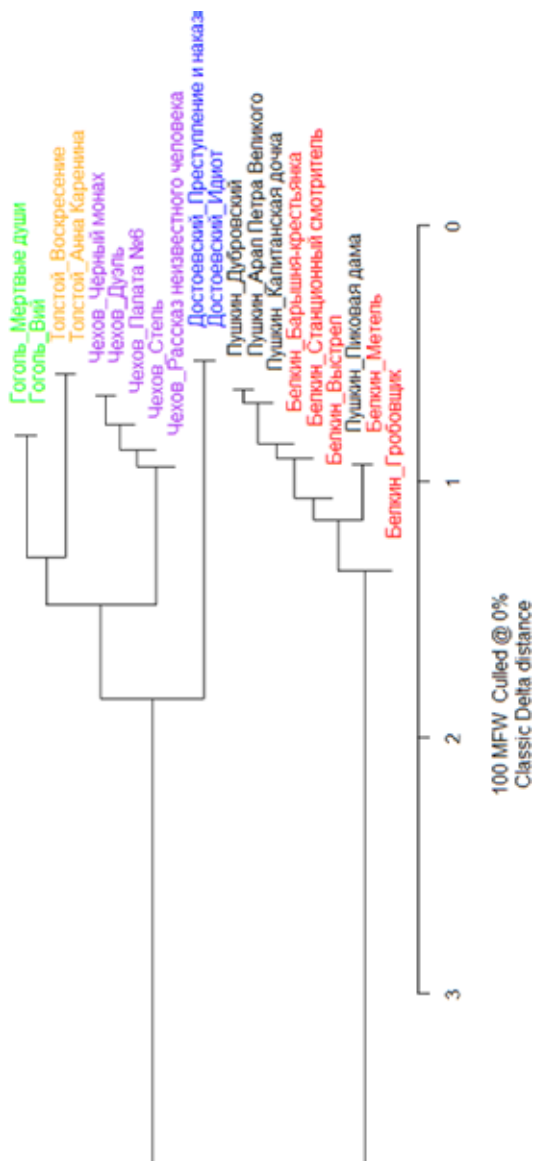 Гоголь_Мертвые души
Гоголь_Вий
Толстой_Воскресение
Толстой_Анна Каренина
Чехов_Черный монах
Чехов_Дуэль
Чехов_Палата №6
Чехов_Степь
Чехов_Рассказ неизвестного человека
Достоевский_Преступление и наказ
Достоевский_Идиот
Пушкин_Дубровский
Пушкин_Арап Петра Великого
Пушкин_Капитанская дочка
Белкин_Барышня-крестьянка
Белкин_Станционный смотритель
Белкин_Выстрел
Пушкин_Пиковая дама
Белкин_Метель
Белкин_Гробовщик
0
1
2
3
100 MFW Culled @ 0%
Classic Delta distance